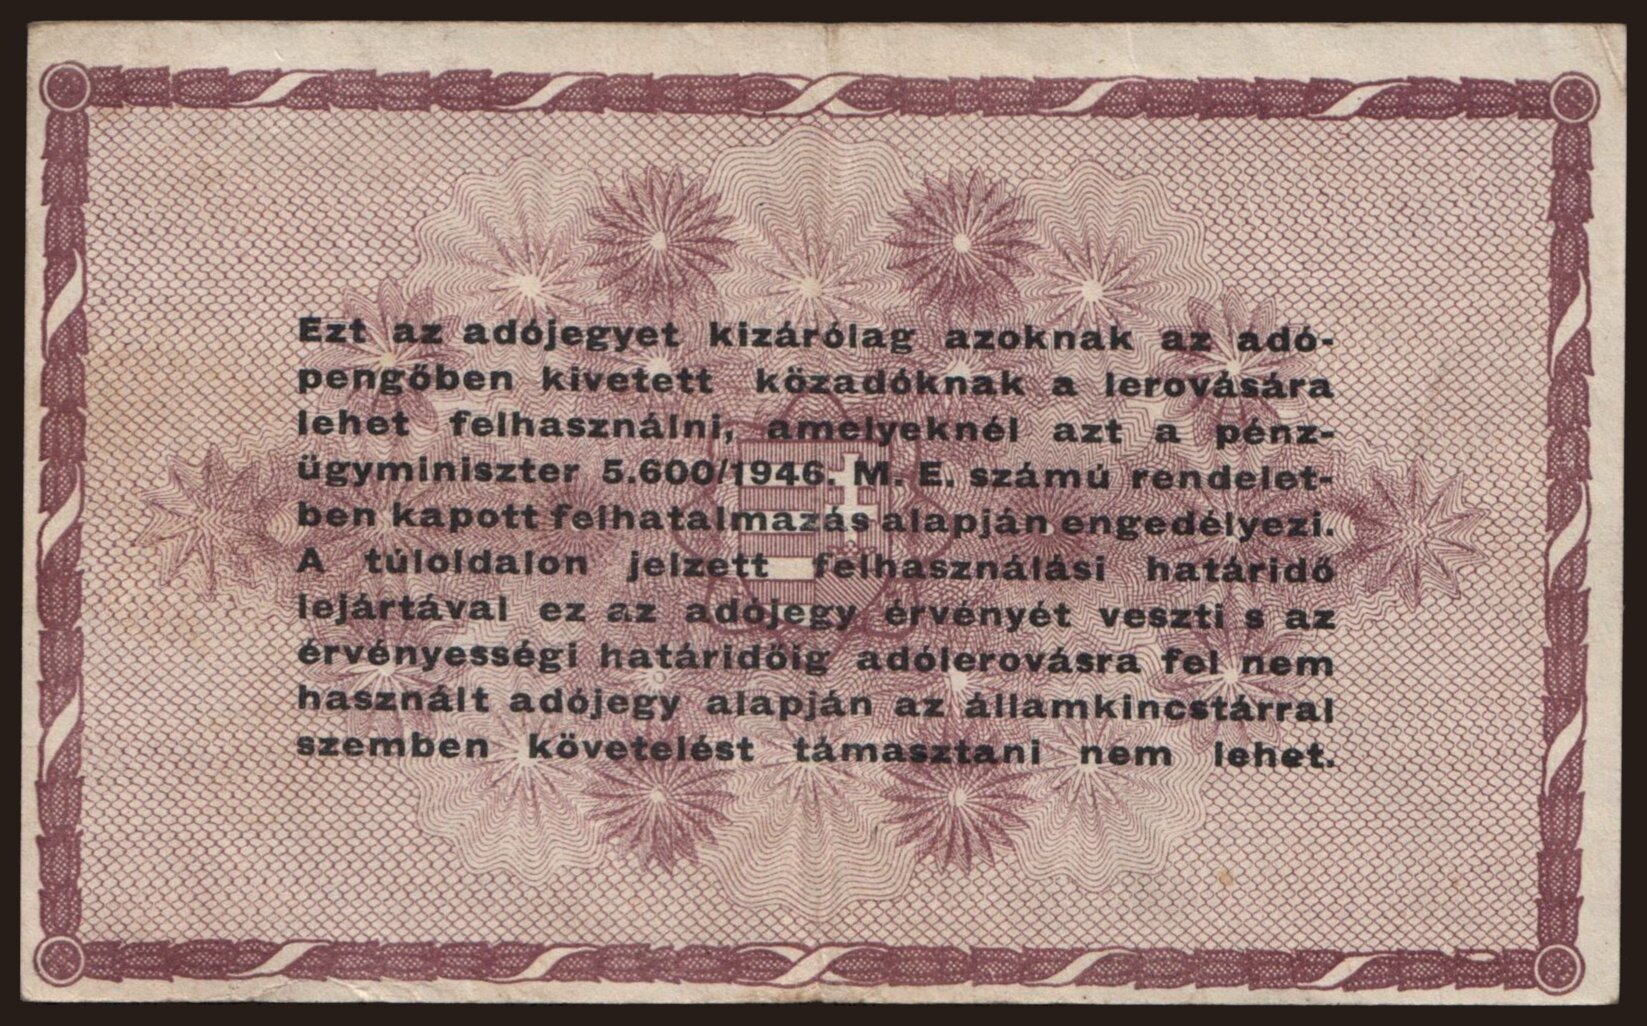 Ezt az adójegyet kizárólag azoknak az adó-
pengőben kivetett közadóknak a lerovására
lehet felhasználni, amelyeknél azt a pénz-
ügyminiszter 5.600/1946. M. E. számú rendelet-
ben kapott felhatalmazás alapján engedélyezi.
A túloldalon jelzett felhasználási határidő
lejártával ez az adójegy érvényét veszti s az
érvényességi határidőig adólerovásra fel nem
használt adójegy alapján az államkincstárral
szemben követelést támasztani nem lehet.